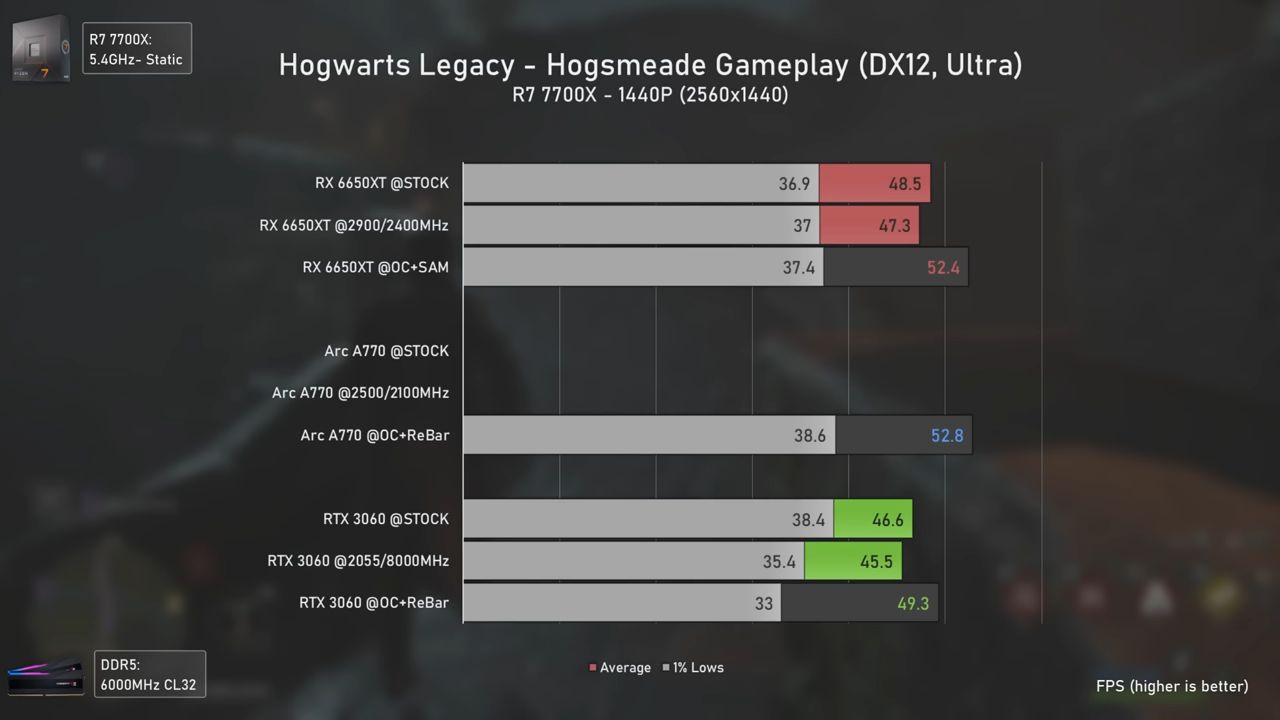 R7 7700X:
5.4GHz- Static
Hogwarts Legacy - Hogsmeade Gameplay (DX12, Ultra)
R7 7700X - 1440P (2560x1440)
RX 6650XT @STOCK 36.9 48.5
RX 6650XT @2900/2400MHz 37 47.3
RX 6650XT @OC+SAM 37.4 52.4
Arc A770 @STOCK
Arc A770 @2500/2100MHz
Arc A770 @OC+ReBar 38.6 52.8
RTX 3060 @STOCK 38.4 46.6
RTX 3060 @2055/8000MHz 35.4 45.5
RTX 3060 @OC+ReBar 33 49.3
Average 1% Lows
DDR5:
6000MHz CL32
FPS (higher is better)